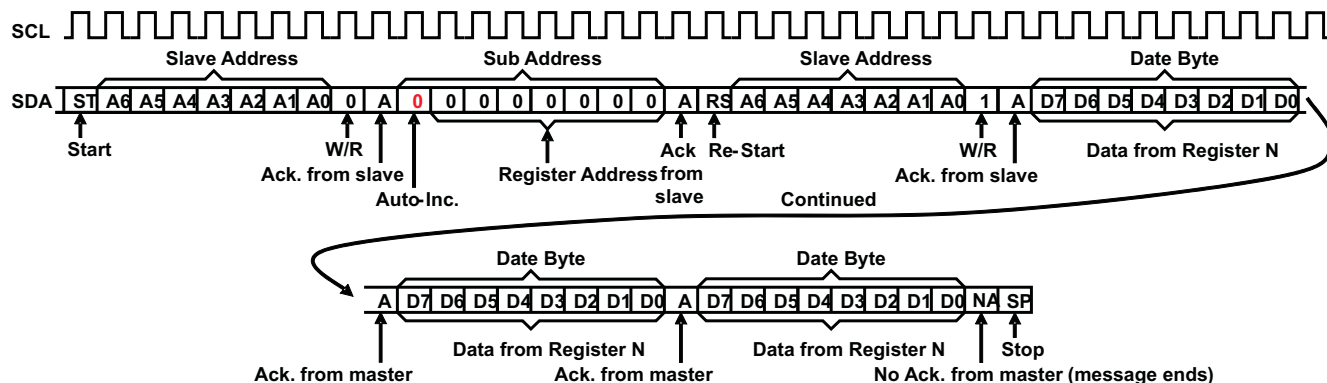 SCL
Slave Address Sub Address Slave Address Date Byte
SDA ST A6 A5 A4 A3 A2 A1 A0 0 A 0 0 0 0 0 0 0 0 A RS A6 A5 A4 A3 A2 A1 A0 1 A D7 D6 D5 D4 D3 D2 D1 D0
Start W/R Ack Re-Start W/R Data from Register N
Ack. from slave Register Address from Ack. from slave
Auto-Inc. slave Continued
Date Byte Date Byte
A D7 D6 D5 D4 D3 D2 D1 D0 A D7 D6 D5 D4 D3 D2 D1 D0 NA SP
Data from Register N Data from Register N Stop
Ack. from master Ack. from master No Ack. from master (message ends)